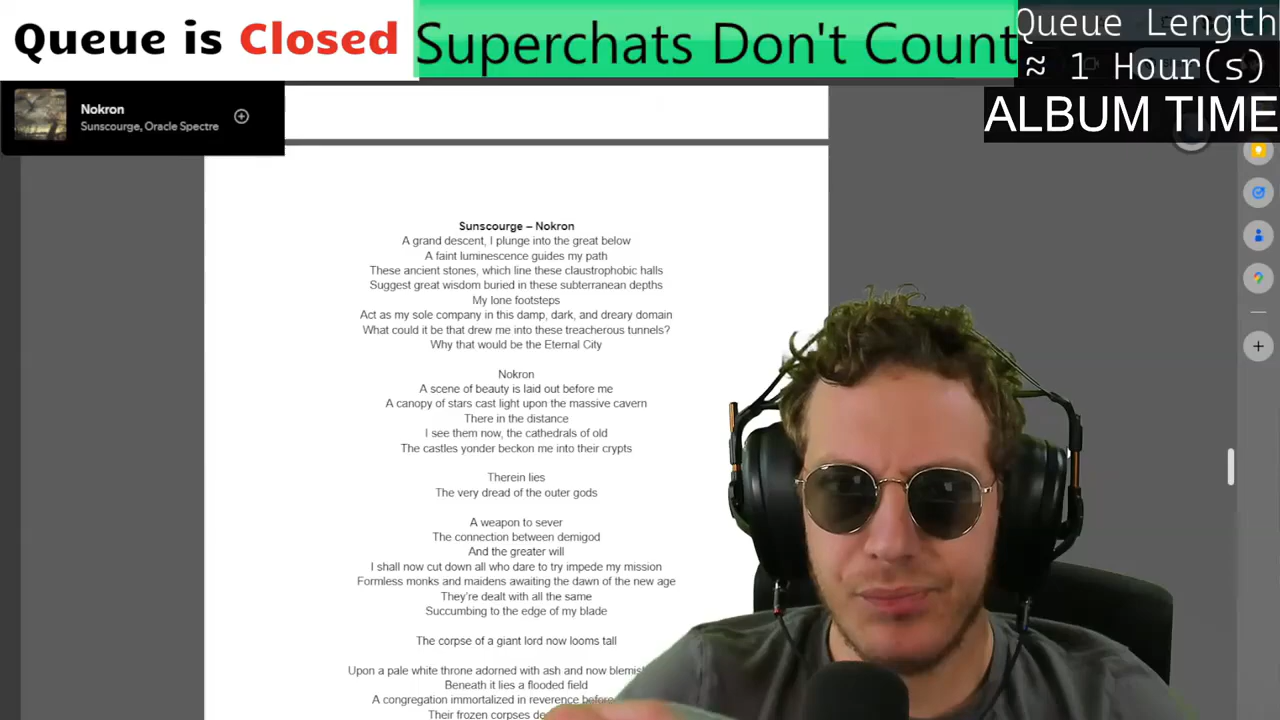 Queue is Closed
Superchats Don't Count
Queue Length
≈ 1 Hour(s)
ALBUM TIME
Nokron
Sunscourge, Oracle Spectre
Sunscourge – Nokron
A grand descent, I plunge into the great below
A faint luminescence guides my path
These ancient stones, which line these claustrophobic halls
Suggest great wisdom buried in these subterranean depths
My lone footsteps
Act as my sole company in this damp, dark, and dreary domain
What could it be that drew me into these treacherous tunnels?
Why that would be the Eternal City
Nokron
A scene of beauty is laid out before me
A canopy of stars cast light upon the massive cavern
There in the distance
I see them now, the cathedrals of old
The castles yonder beckon me into their crypts
Therein lies
The very dread of the outer gods
A weapon to sever
The connection between demigod
And the greater will
I shall now cut down all who dare to try impede my mission
Formless monks and maidens awaiting the dawn of the new age
They're dealt with all the same
Succumbing to the edge of my blade
The corpse of a giant lord now looms tall
Upon a pale white throne adorned with ash and now
Beneath it lies a flooded field
A congregation immortalized in reverence
Their frozen corpses